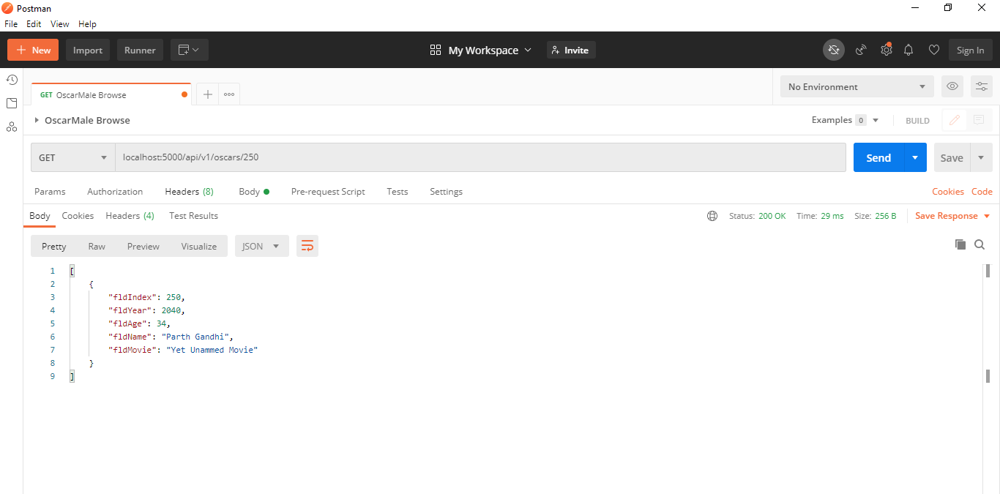 Postman
File Edit View Help
New Import Runner My Workspace Invite Sign In
GET OscarMale Browse No Environment
OscarMale Browse Examples 0 BUILD
GET localhost:5000/api/v1/oscars/250 Send Save
Params Authorization Headers (8) Body Pre-request Script Tests Settings Cookies Code
Body Cookies Headers (4) Test Results Status: 200 OK Time: 29 ms Size: 256 B Save Response
Pretty Raw Preview Visualize JSON
1 [
2 {
3 "fldIndex": 250,
4 "fldYear": 2040,
5 "fldAge": 34,
6 "fldName": "Parth Gandhi",
7 "fldMovie": "Yet Unammed Movie"
8 }
9 ]